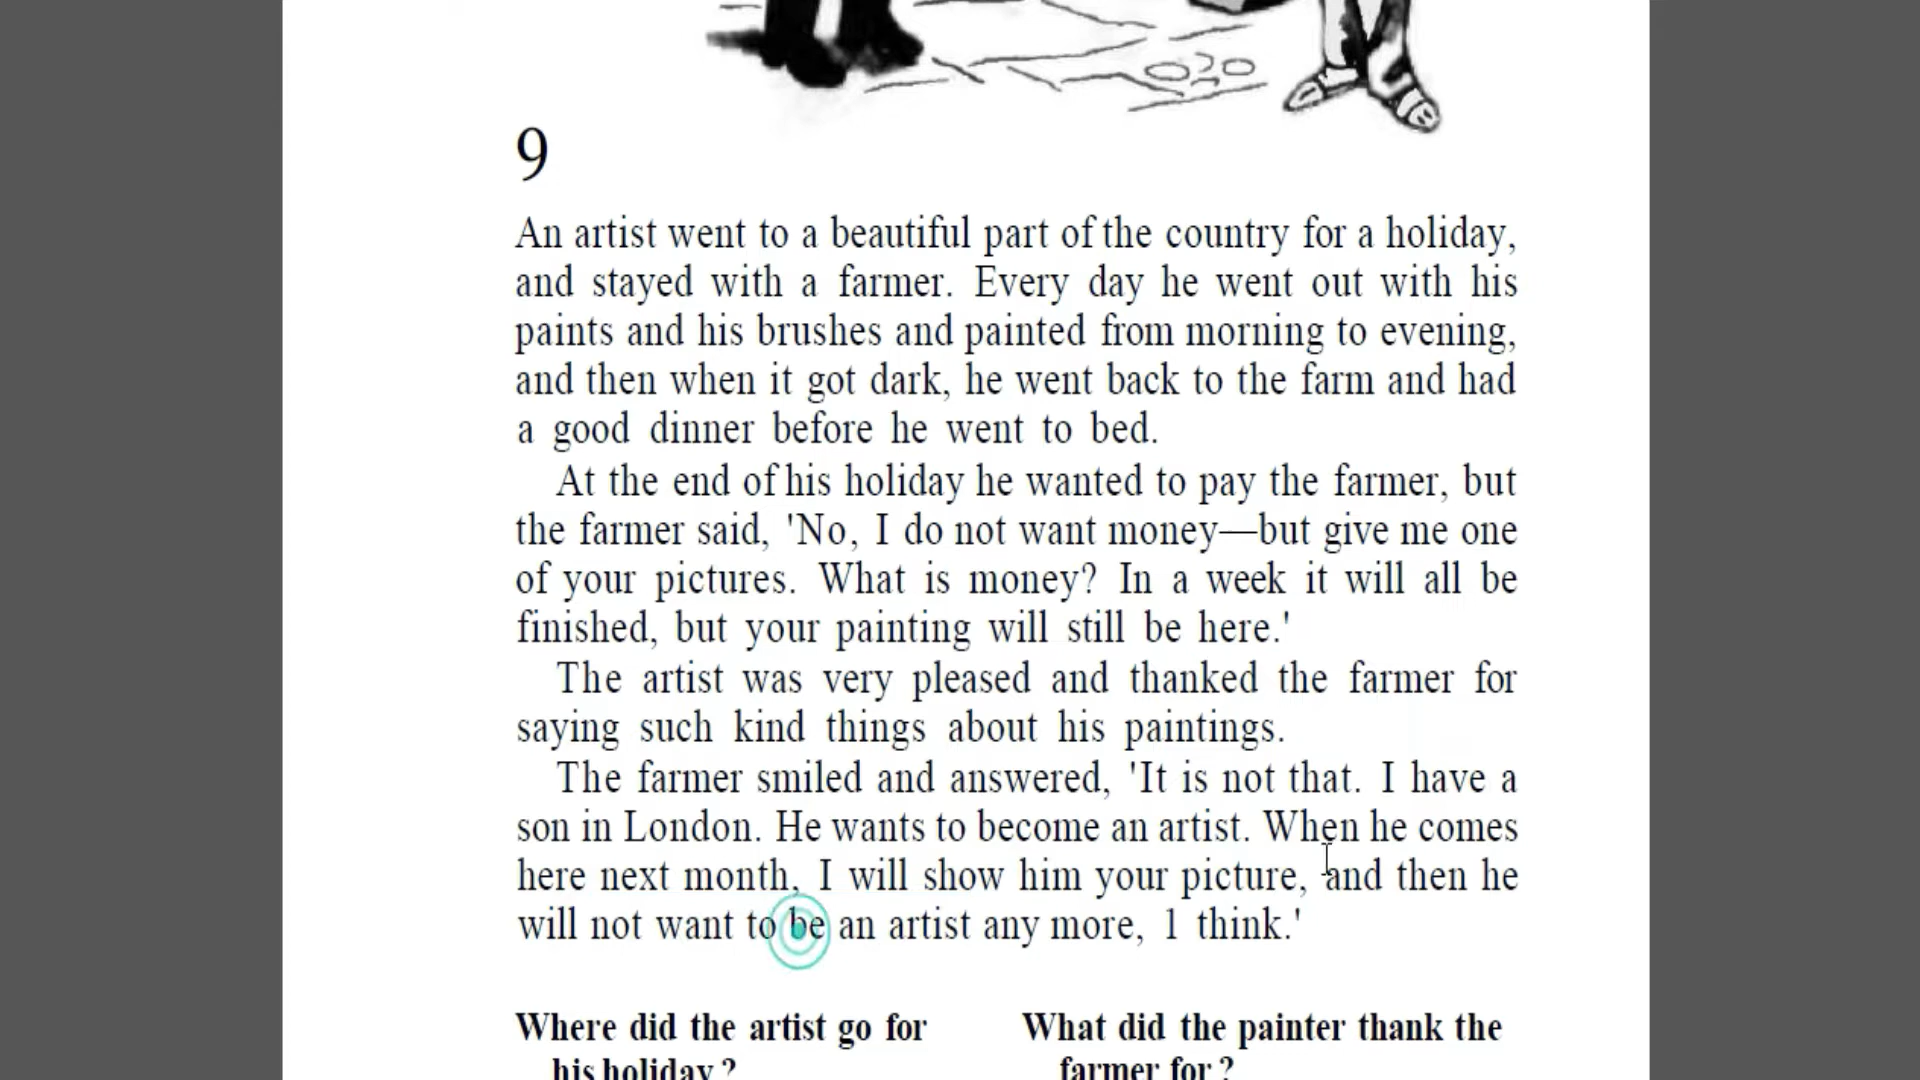 9
An artist went to a beautiful part of the country for a holiday,
and stayed with a farmer. Every day he went out with his
paints and his brushes and painted from morning to evening,
and then when it got dark, he went back to the farm and had
a good dinner before he went to bed.
At the end of his holiday he wanted to pay the farmer, but
the farmer said, 'No, I do not want money—but give me one
of your pictures. What is money? In a week it will all be
finished, but your painting will still be here.'
The artist was very pleased and thanked the farmer for
saying such kind things about his paintings.
The farmer smiled and answered, 'It is not that. I have a
son in London. He wants to become an artist. When he comes
here next month, I will show him your picture, and then he
will not want to be an artist any more, 1 think.'
Where did the artist go for
his holiday?
What did the painter thank the
farmer for?